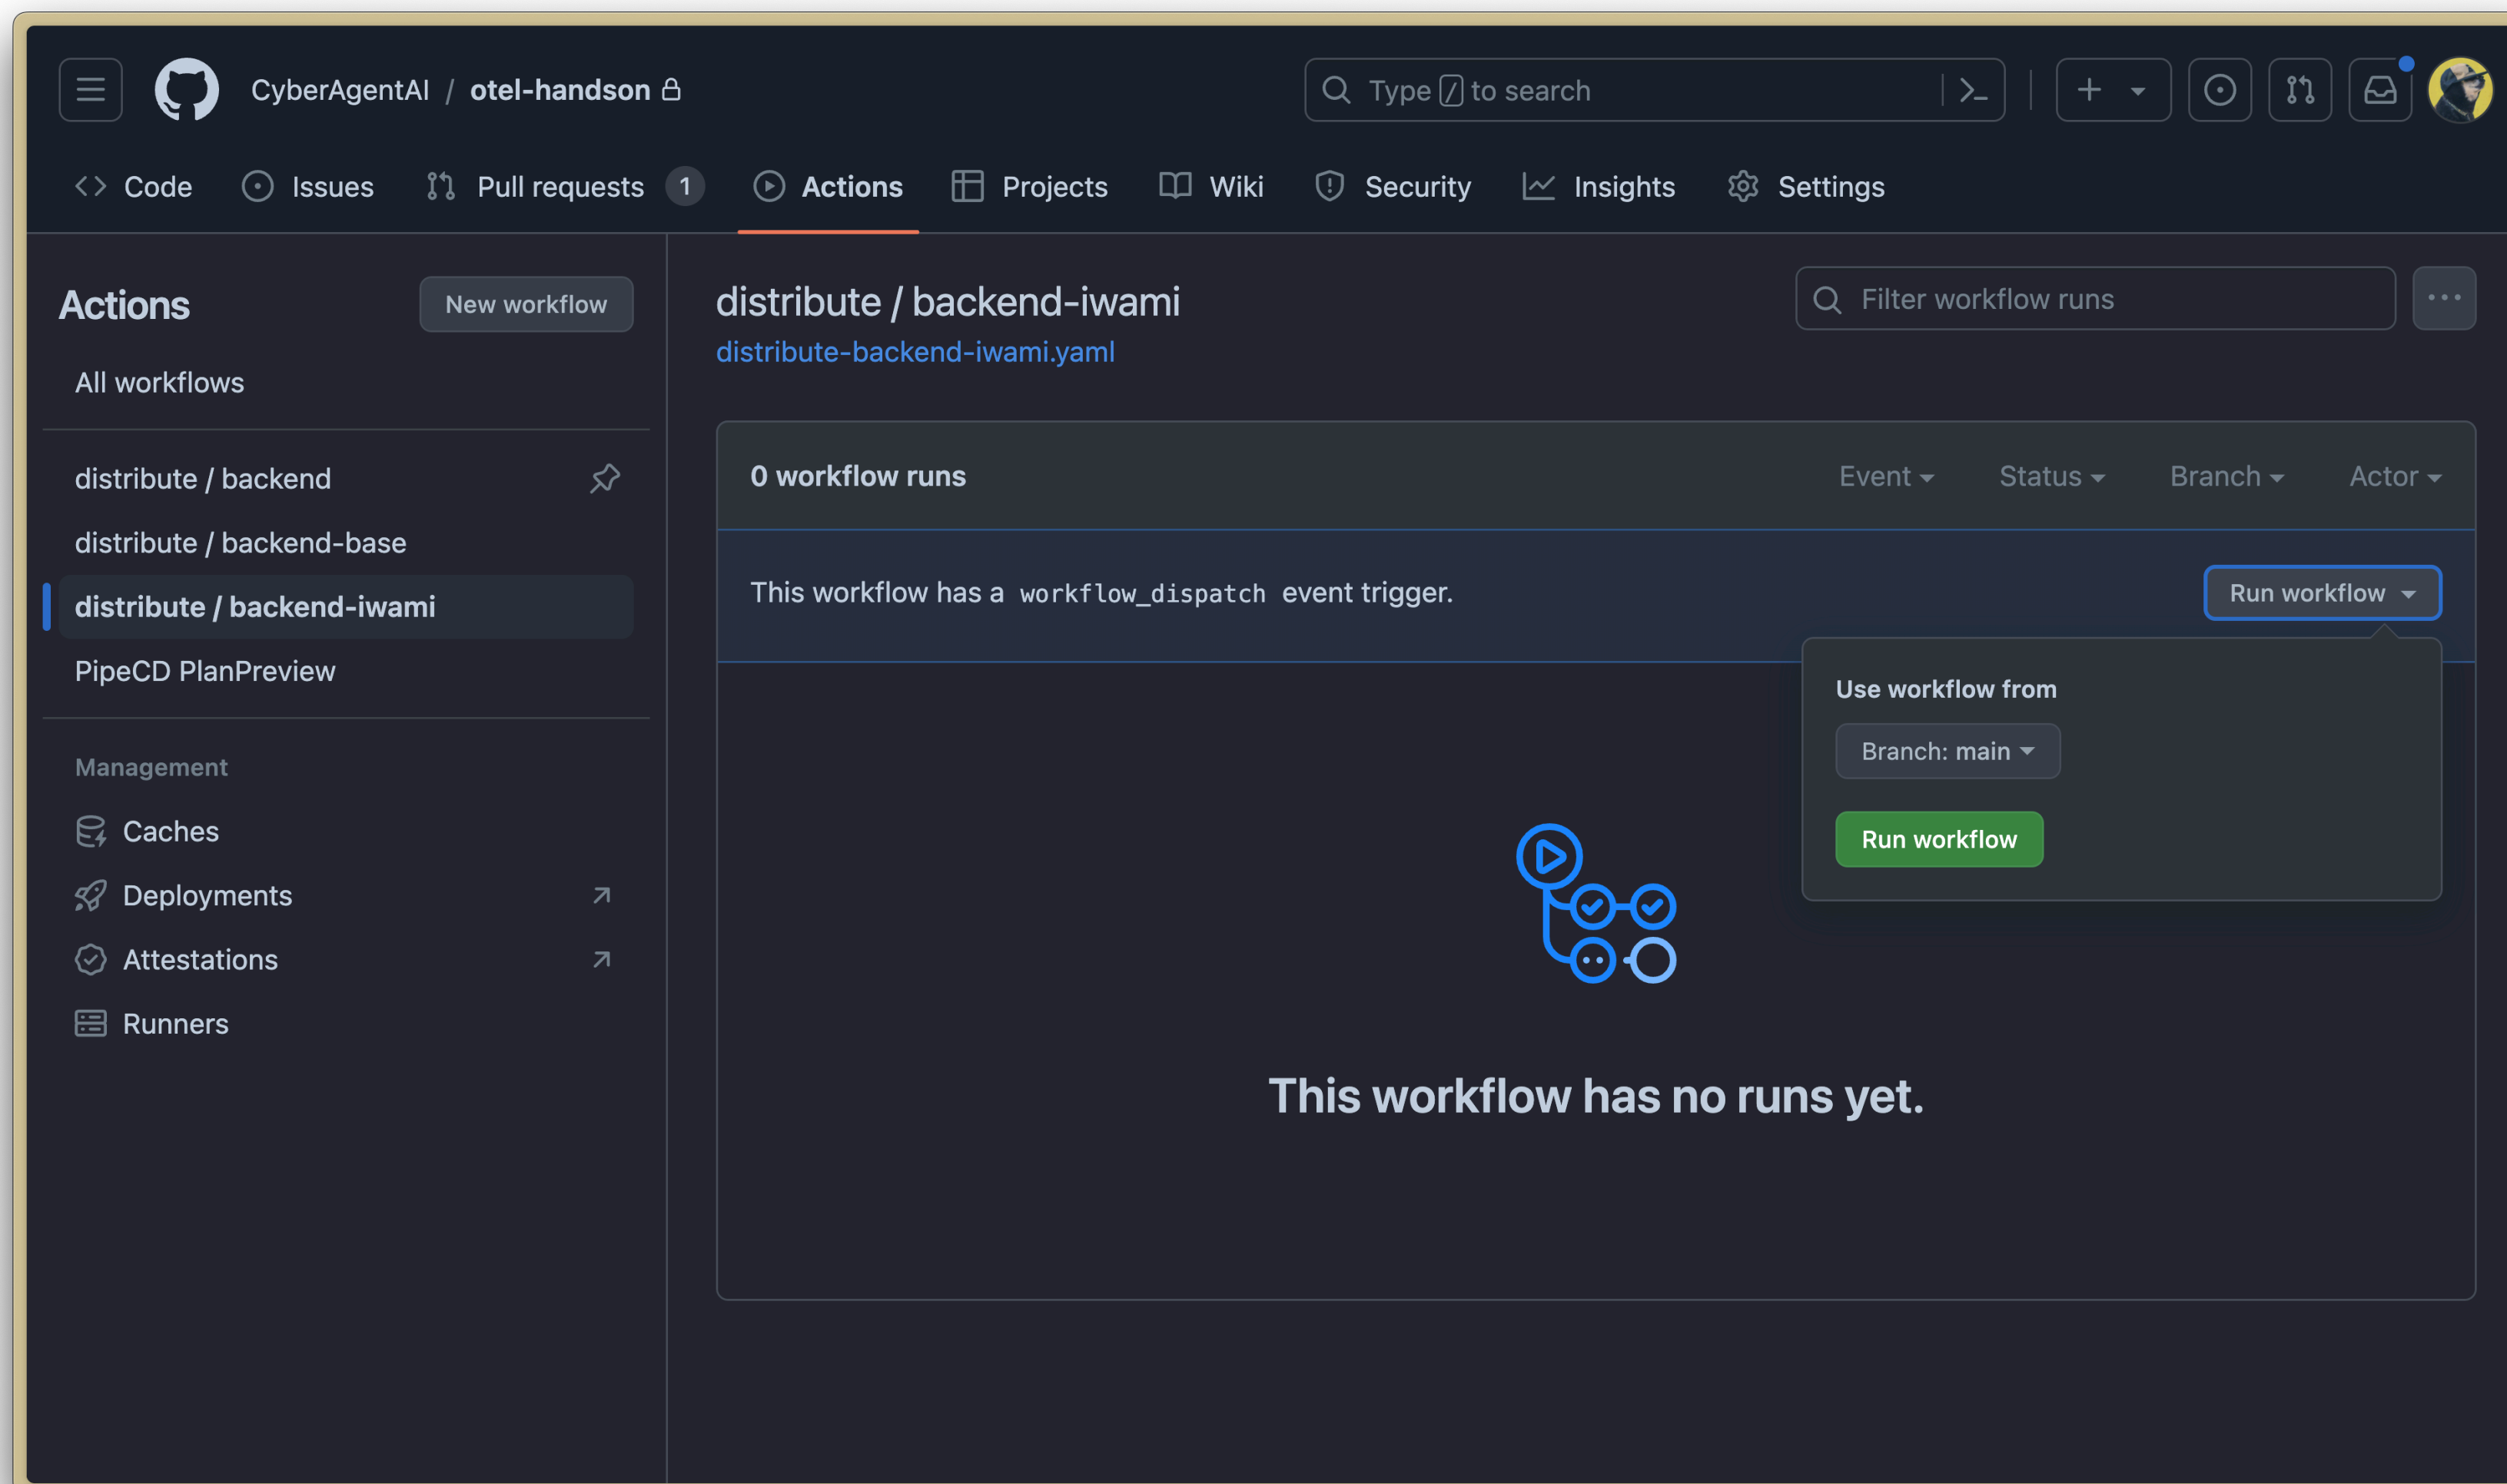 CyberAgentAI / otel-handson
Type / to search
Code
Issues
Pull requests 1
Actions
Projects
Wiki
Security
Insights
Settings
Actions
New workflow
All workflows
distribute / backend
distribute / backend-base
distribute / backend-iwami
PipeCD PlanPreview
Management
Caches
Deployments
Attestations
Runners
distribute / backend-iwami
distribute-backend-iwami.yaml
Filter workflow runs
0 workflow runs
Event
Status
Branch
Actor
This workflow has a workflow_dispatch event trigger.
Run workflow
Use workflow from
Branch: main
Run workflow
This workflow has no runs yet.